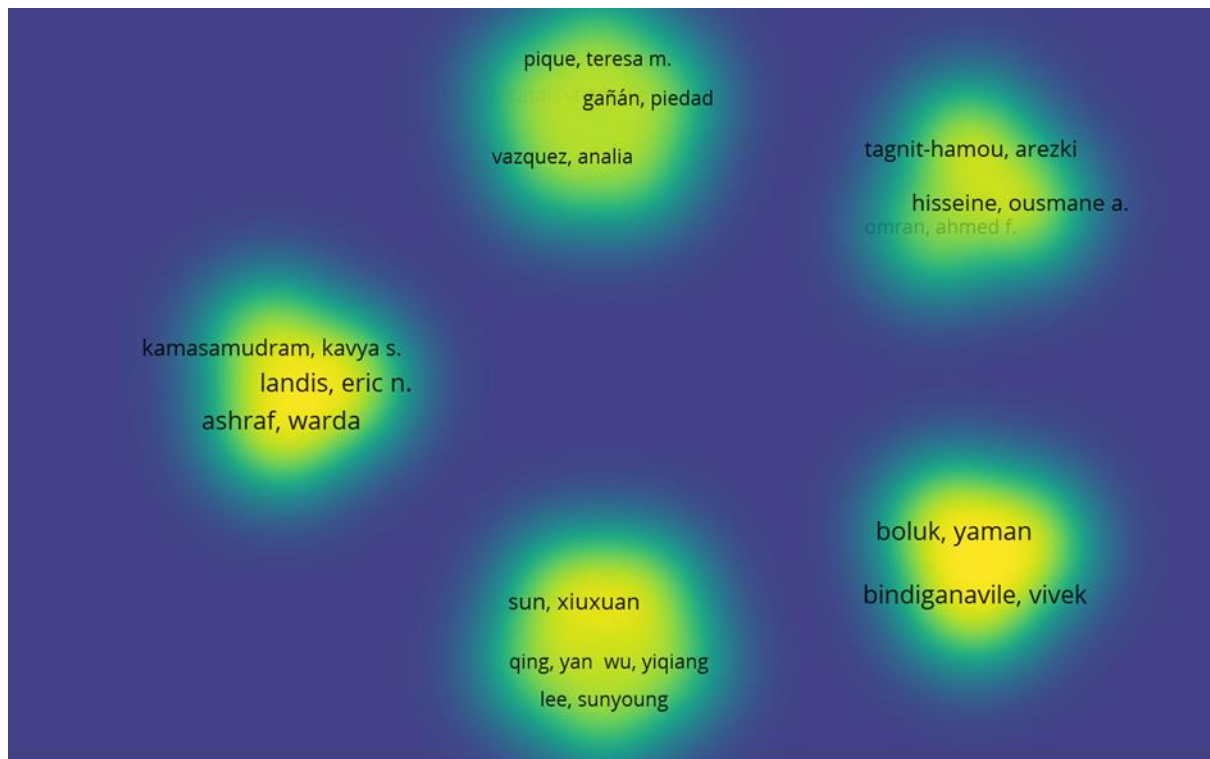 pique, teresa m.
gañán, piedad
vazquez, analia
tagnit-hamou, arezki
hisseine, ousmane a.
omran, ahmed f.
kamasamudram, kavya s.
landis, eric n.
ashraf, warda
boluk, yaman
bindiganavile, vivek
sun, xiuxuan
qing, yan wu, yiqiang
lee, sunyoung